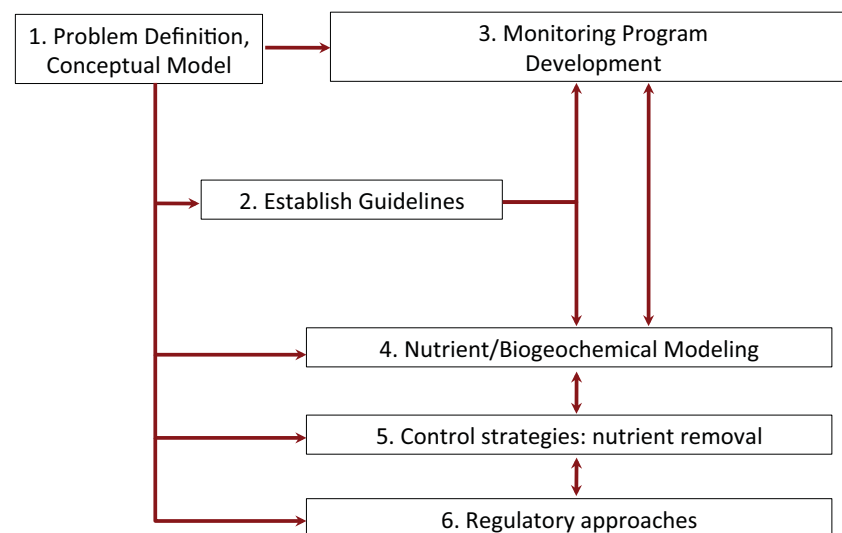 1. Problem Definition,
Conceptual Model
3. Monitoring Program
Development
2. Establish Guidelines
4. Nutrient/Biogeochemical Modeling
5. Control strategies: nutrient removal
6. Regulatory approaches